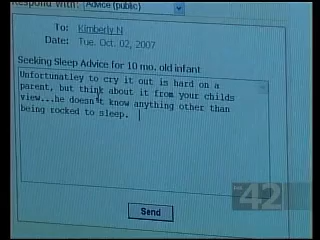 Respond With: Advice (public)
To: Kimberly N
Date: Tue. Oct. 02, 2007
Seeking Sleep Advice for 10 mo. old infant
Unfortunatley to cry it out is hard on a
parent, but think about it from your childs
view...he doesn't know anything other than
being rocked to sleep.
Send
42